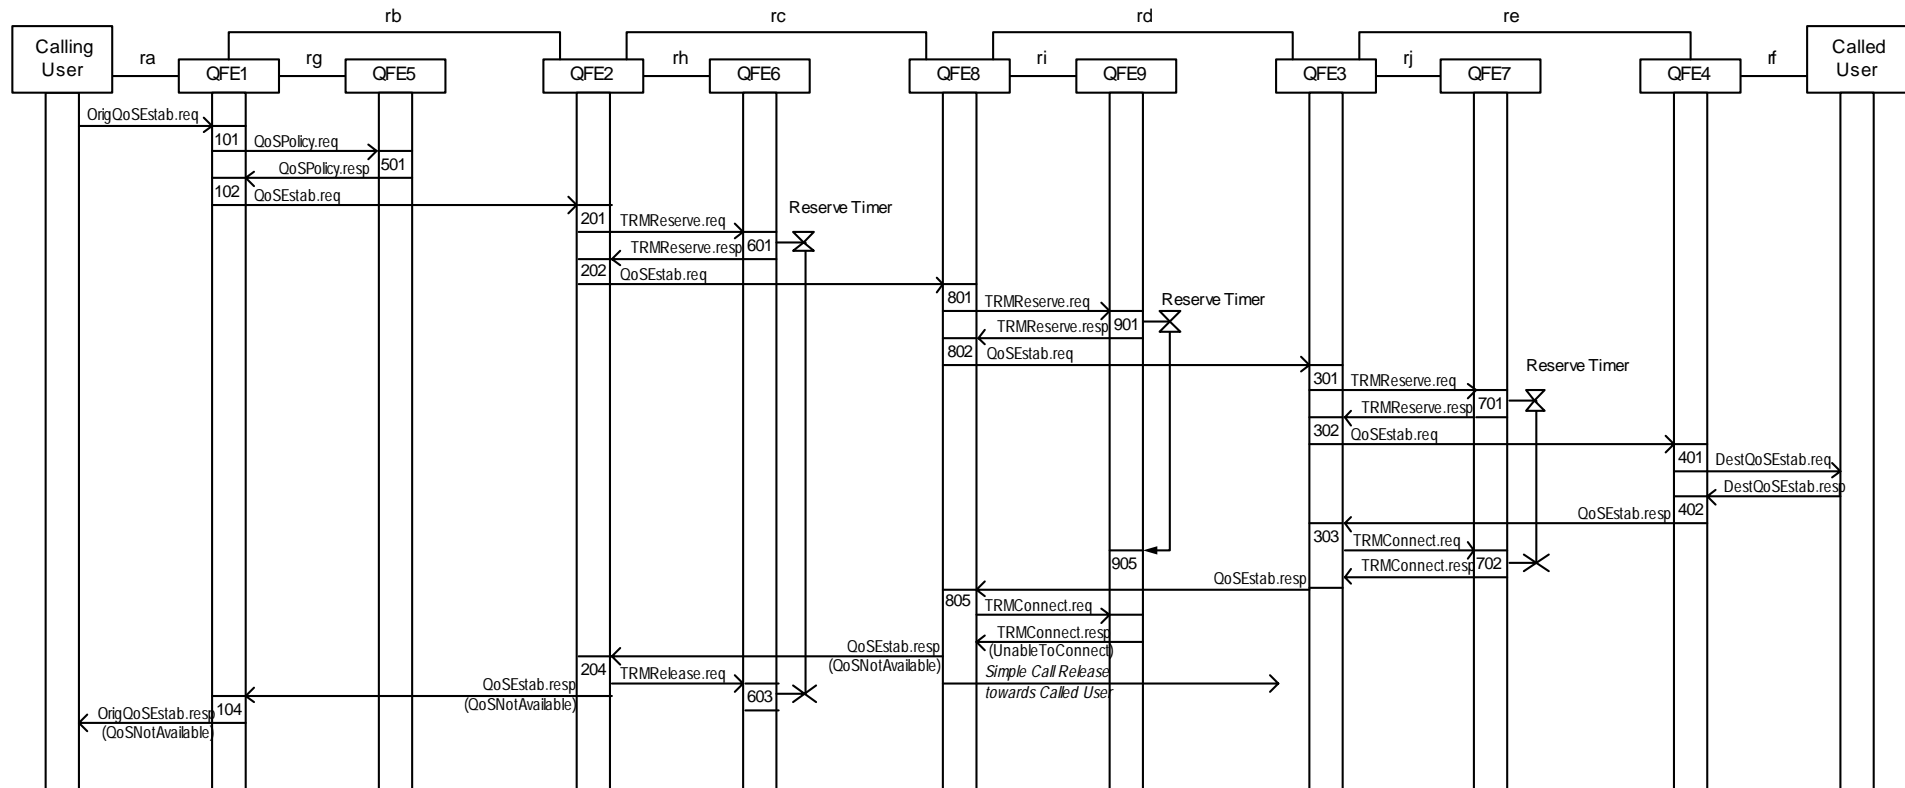 rb
rc
rd
re
Calling
User
ra
QFE1
rg
QFE5
QFE2
rh
QFE6
QFE8
ri
QFE9
QFE3
rj
QFE7
QFE4
rf
Called
User
OrigQoSEstab.req
101
QoSPolicy.req
QoSPolicy.resp
501
102
QoSEstab.req
201
TRMReserve.req
Reserve Timer
TRMReserve.resp
601
202
QoSEstab.req
801
TRMReserve.req
Reserve Timer
TRMReserve.resp
901
802
QoSEstab.req
301
TRMReserve.req
Reserve Timer
TRMReserve.resp
701
302
QoSEstab.req
401
DestQoSEstab.req
DestQoSEstab.resp
402
QoSEstab.resp
303
TRMConnect.req
905
TRMConnect.resp
702
QoSEstab.resp
805
TRMConnect.req
TRMConnect.resp
(UnableToConnect)
QoSEstab.resp
(QoSNotAvailable)
204
TRMRelease.req
Simple Call Release
towards Called User
QoSEstab.resp
(QoSNotAvailable)
603
OrigQoSEstab.resp
(QoSNotAvailable)
104